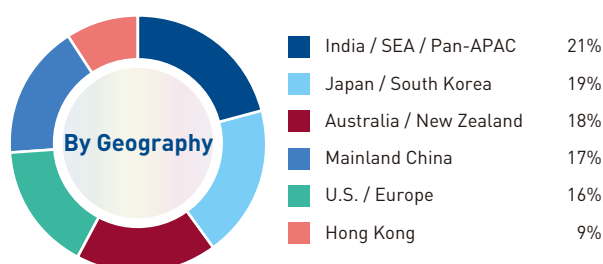 By Geography
India / SEA / Pan-APAC 21%
Japan / South Korea 19%
Australia / New Zealand 18%
Mainland China 17%
U.S. / Europe 16%
Hong Kong 9%